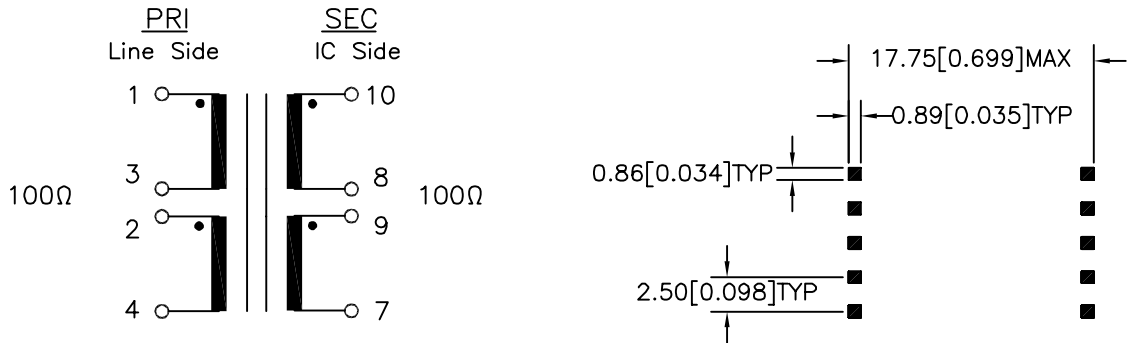 PRI
Line Side
SEC
IC Side
1
3
2
4
10
8
9
7
100Ω
100Ω
17.75[0.699]MAX
0.89[0.035]TYP
0.86[0.034]TYP
2.50[0.098]TYP